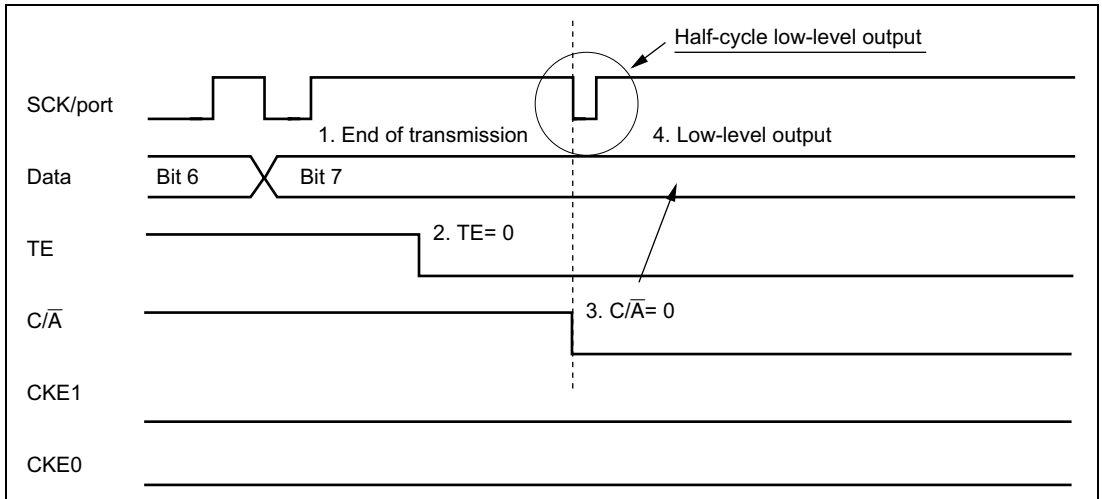 Half-cycle low-level output
SCK/port
1. End of transmission
4. Low-level output
Data
Bit 6
Bit 7
TE
2. TE= 0
C/A̅
3. C/A̅= 0
CKE1
CKE0